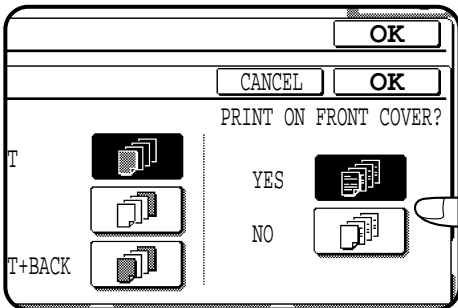 OK
CANCEL OK
PRINT ON FRONT COVER?
T
YES
NO
T+BACK